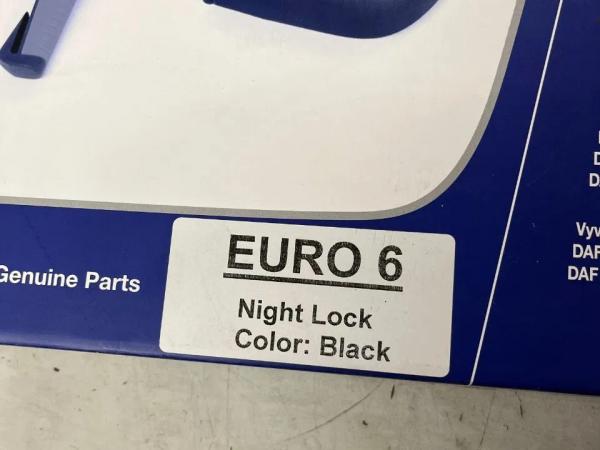 Genuine Parts
EURO 6
Night Lock
Color: Black
DAF
DAF